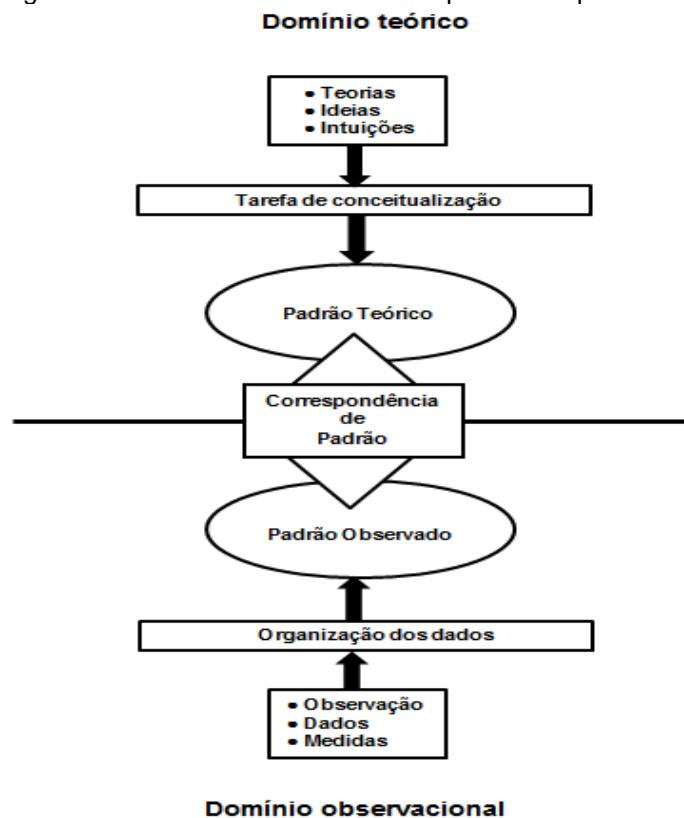 Domínio teórico
• Teorias
• Ideias
• Intuições
Tarefa de conceitualização
Padrão Teórico
Correspondência
de
Padrão
Padrão Observado
Organização dos dados
• Observação
• Dados
• Medidas
Domínio observacional